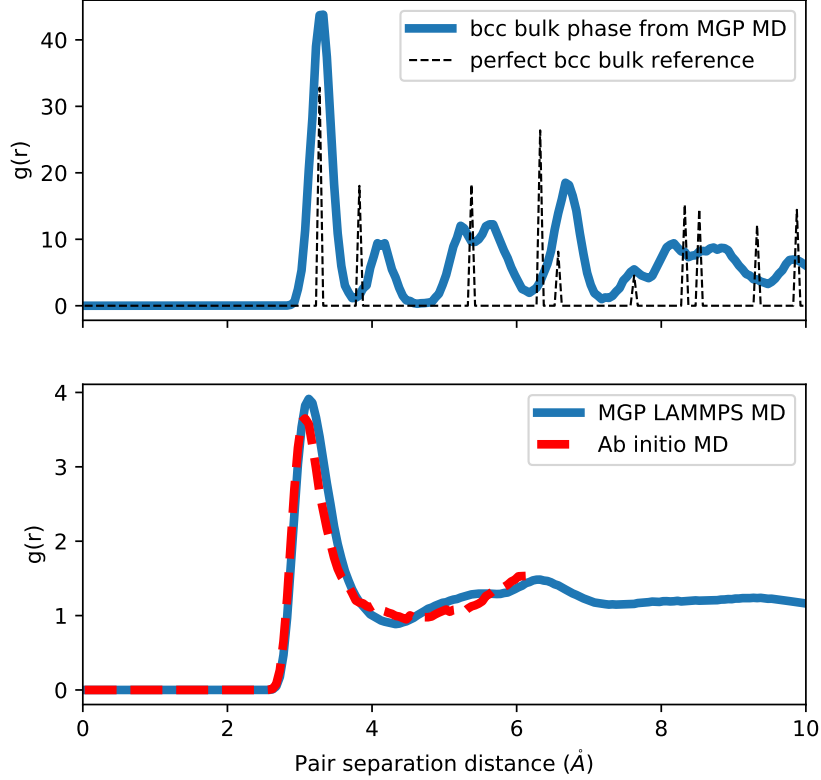 40
30
20
10
0
g(r)
bcc bulk phase from MGP MD
perfect bcc bulk reference
4
3
2
1
0
g(r)
MGP LAMMPS MD
Ab initio MD
0 2 4 6 8 10
Pair separation distance (Å)